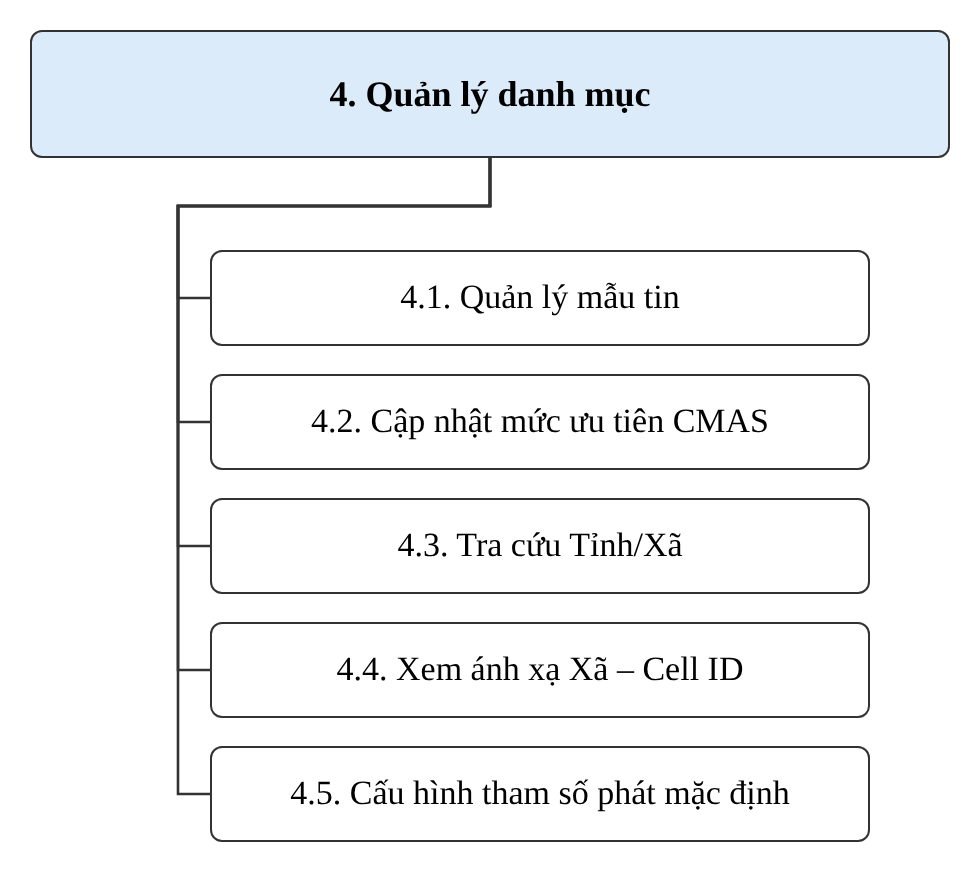 4. Quản lý danh mục
4.1. Quản lý mẫu tin
4.2. Cập nhật mức ưu tiên CMAS
4.3. Tra cứu Tỉnh/Xã
4.4. Xem ánh xạ Xã – Cell ID
4.5. Cấu hình tham số phát mặc định